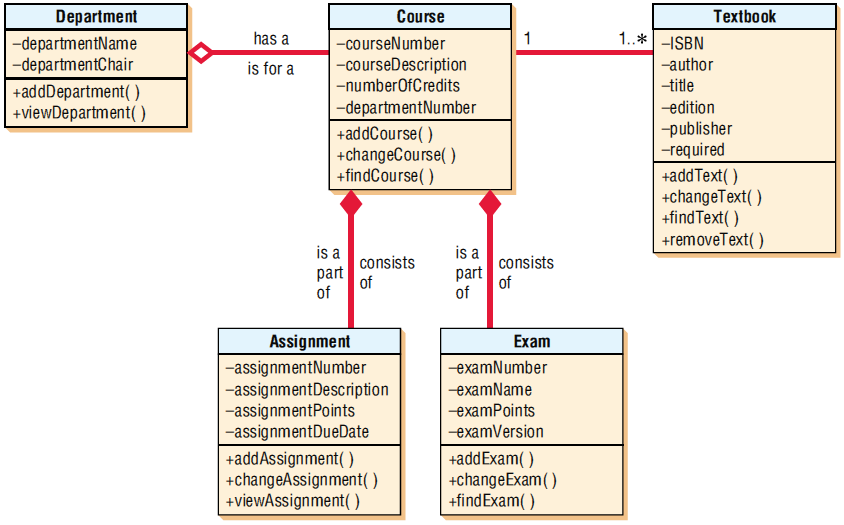 Department
–departmentName
–departmentChair
+addDepartment( )
+viewDepartment( )
has a
is for a
Course
–courseNumber
–courseDescription
–numberOfCredits
–departmentNumber
+addCourse( )
+changeCourse( )
+findCourse( )
1
1..*
Textbook
–ISBN
–author
–title
–edition
–publisher
–required
+addText( )
+changeText( )
+findText( )
+removeText( )
is a
part
of
consists
of
is a
part
of
consists
of
Assignment
–assignmentNumber
–assignmentDescription
–assignmentPoints
–assignmentDueDate
+addAssignment( )
+changeAssignment( )
+viewAssignment( )
Exam
–examNumber
–examName
–examPoints
–examVersion
+addExam( )
+changeExam( )
+findExam( )